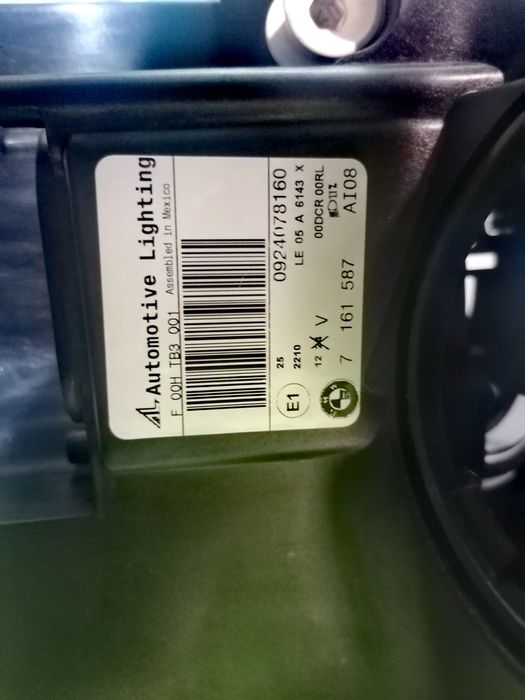 Automotive Lighting
F 00H TB3 001 Assembled in Mexico
0924078160
25
LE 05 A 6143 X
E1
2210
00DCR 00RL
12 24 V
7 161 587
AI08